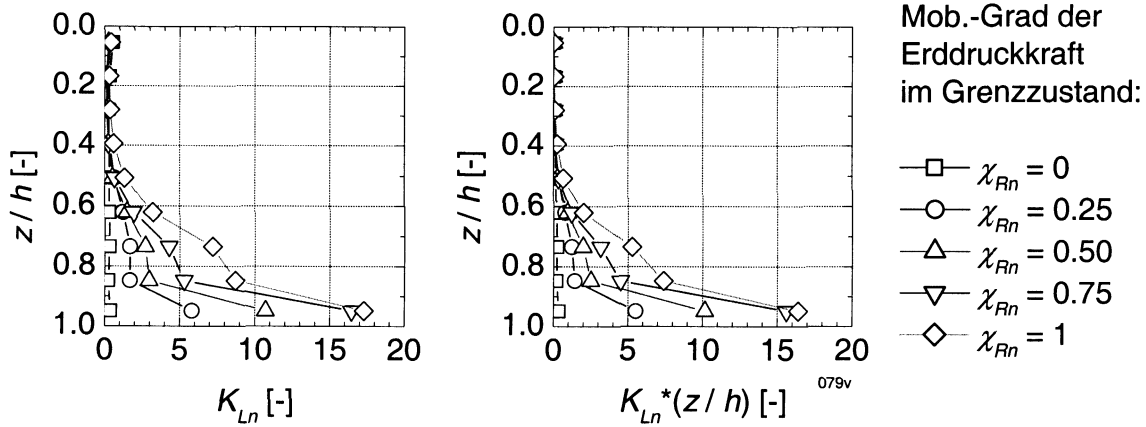 0.0
0.2
0.4
0.6
0.8
1.0
z / h [-]
0 5 10 15 20
K_Ln [-]
0.0
0.2
0.4
0.6
0.8
1.0
z / h [-]
0 5 10 15 20
K_Ln*(z / h) [-]
079v
Mob.-Grad der
Erddruckkraft
im Grenzzustand:
χ_Rn = 0
χ_Rn = 0.25
χ_Rn = 0.50
χ_Rn = 0.75
χ_Rn = 1